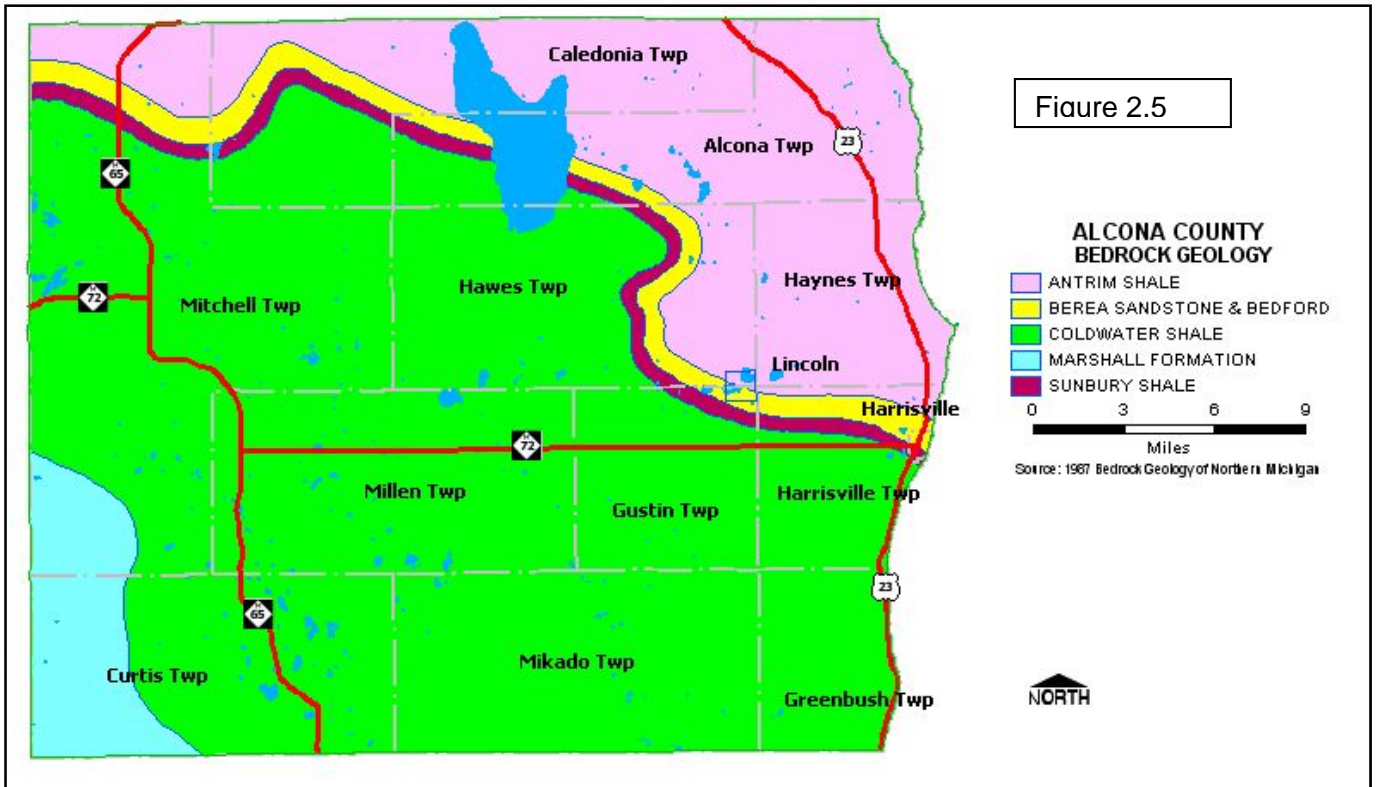 Figure 2.5
Caledonia Twp
Alcona Twp
23
M
65
M
72
Mitchell Twp
Hawes Twp
Haynes Twp
Lincoln
Harrisville
M
72
Millen Twp
Gustin Twp
Harrisville Twp
23
M
65
Curtis Twp
Mikado Twp
Greenbush Twp
ALCONA COUNTY
BEDROCK GEOLOGY
ANTRIM SHALE
BEREA SANDSTONE & BEDFORD
COLDWATER SHALE
MARSHALL FORMATION
SUNBURY SHALE
0 3 6 9
Miles
Source: 1987 Bedrock Geology of Northern Michigan
NORTH